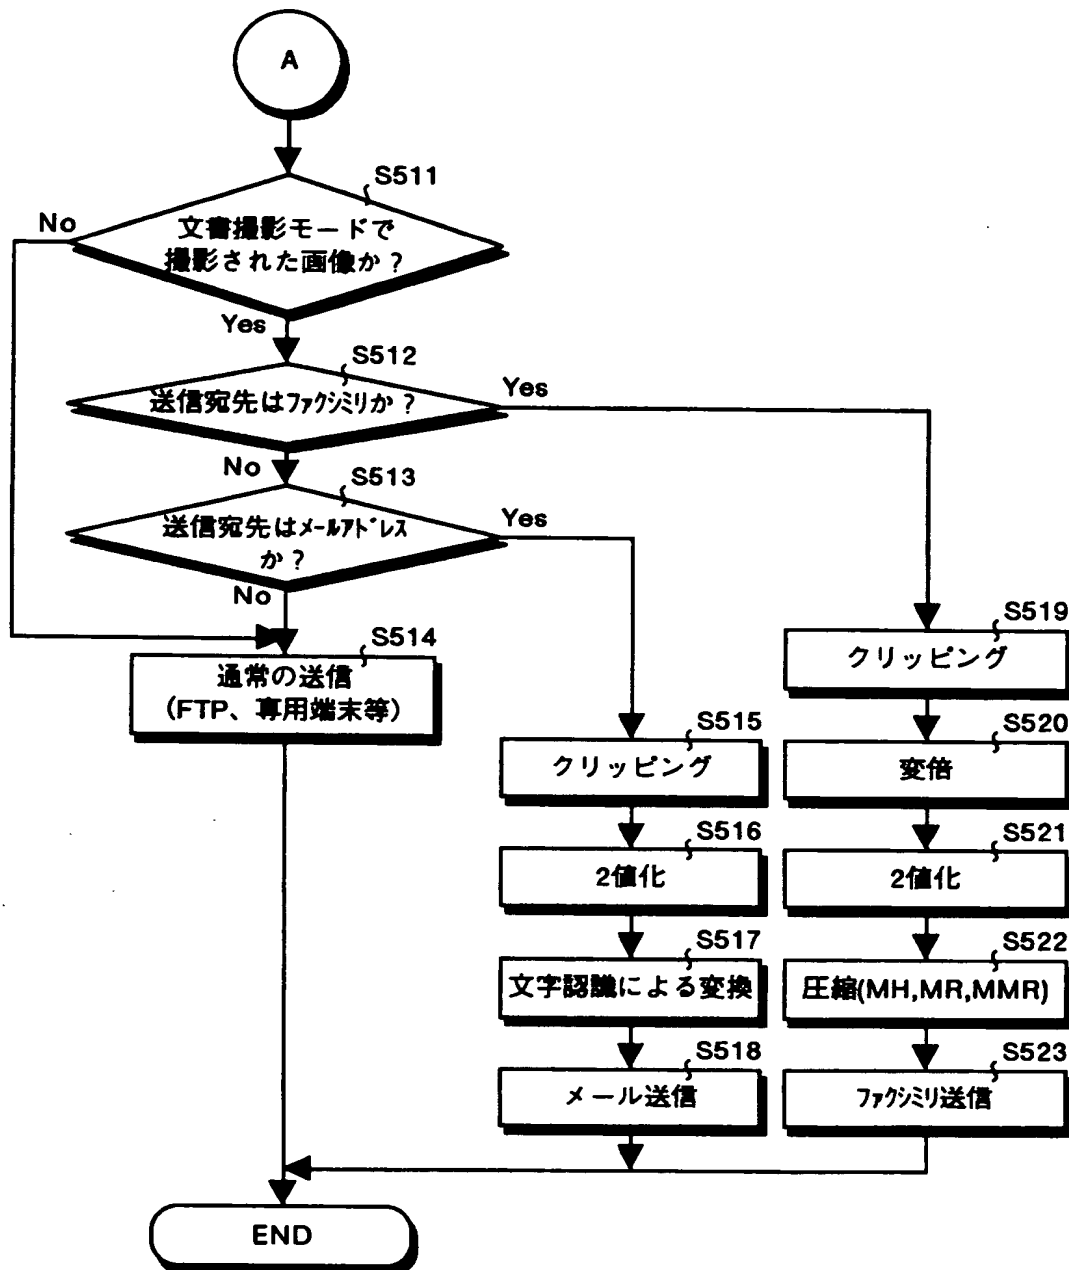 A
S511
No
文書撮影モードで
撮影された画像か?
Yes
S512
送信宛先はファクシミリか?
Yes
No
S513
送信宛先はメールアドレス
か?
Yes
No
S514
通常の送信
(FTP、専用端末等)
S515
クリッピング
S516
2値化
S517
文字認識による変換
S518
メール送信
S519
クリッピング
S520
変倍
S521
2値化
S522
圧縮(MH,MR,MMR)
S523
ファクシミリ送信
END